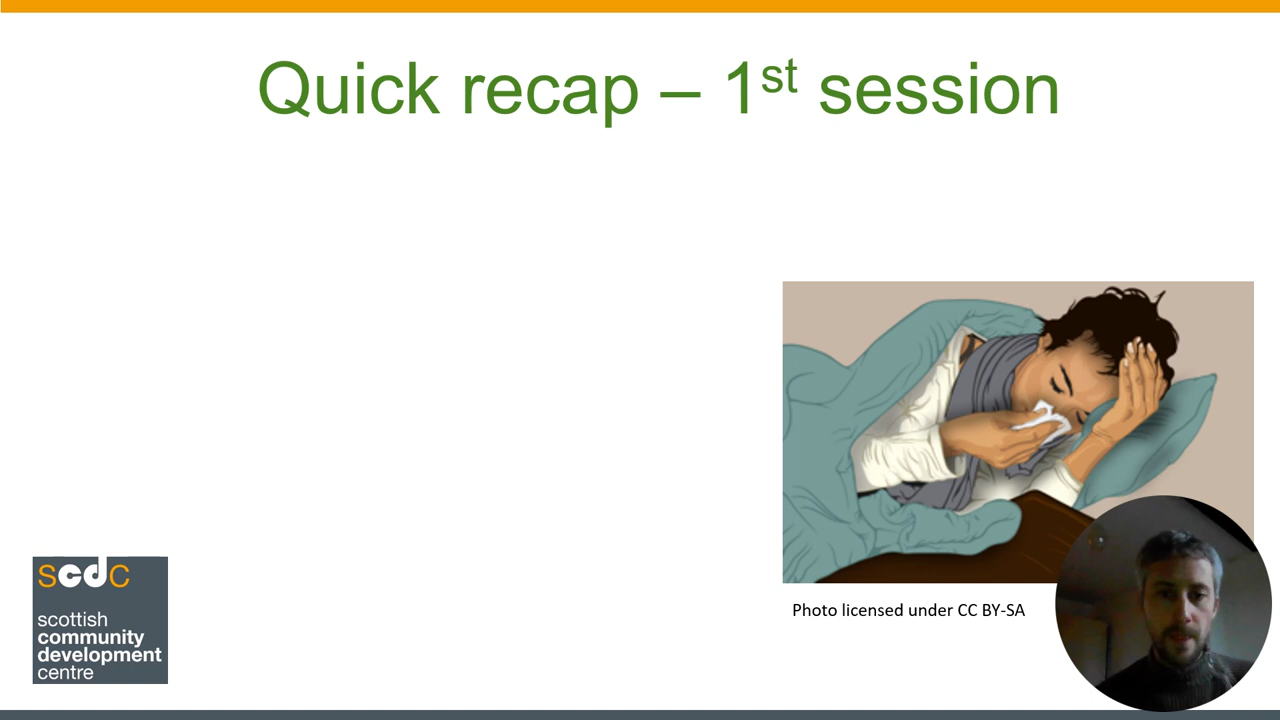 Quick recap – 1st session
Photo licensed under CC BY-SA
scdc
scottish
community
development
centre